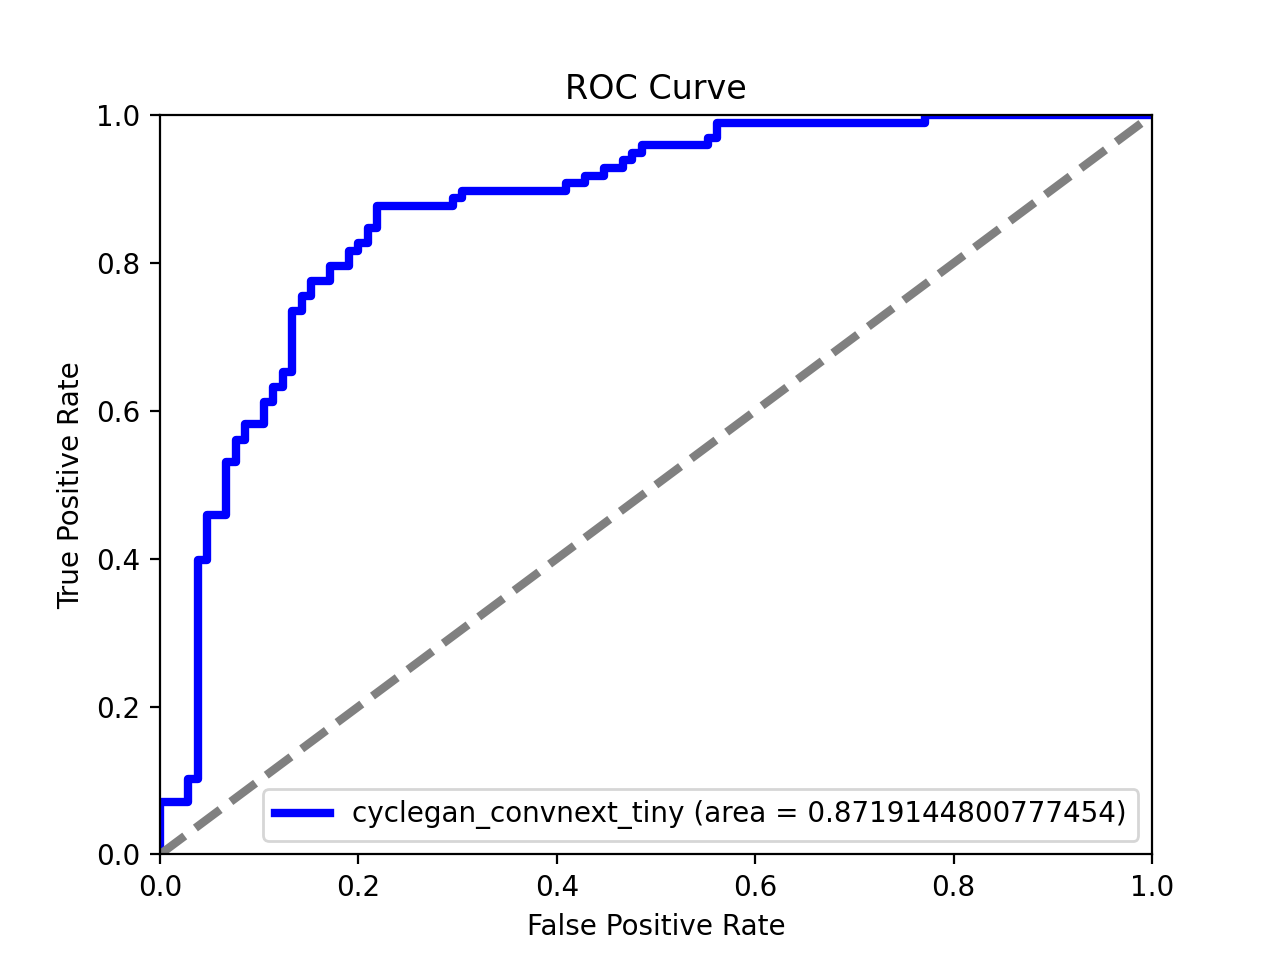 ROC Curve
1.0
0.8
0.6
0.4
0.2
0.0
True Positive Rate
cyclegan_convnext_tiny (area = 0.8719144800777454)
0.0 0.2 0.4 0.6 0.8 1.0
False Positive Rate